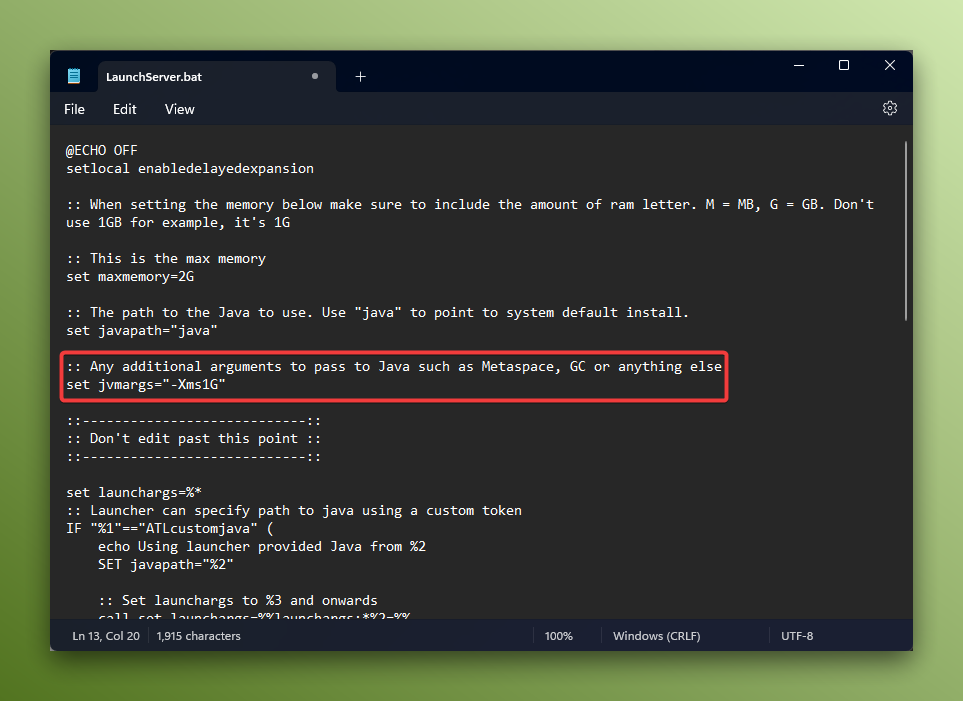 LaunchServer.bat
File Edit View
@ECHO OFF
setlocal enabledelayedexpansion
:: When setting the memory below make sure to include the amount of ram letter. M = MB, G = GB. Don't
use 1GB for example, it's 1G
:: This is the max memory
set maxmemory=2G
:: The path to the Java to use. Use "java" to point to system default install.
set javapath="java"
:: Any additional arguments to pass to Java such as Metaspace, GC or anything else
set jvmargs="-Xms1G"
::----------------------------::
:: Don't edit past this point ::
::----------------------------::
set launchargs=%*
:: Launcher can specify path to java using a custom token
IF "%1"=="ATLcustomjava" (
    echo Using launcher provided Java from %2
    SET javapath="%2"
    :: Set launchargs to %3 and onwards
    call set launchargs=%%launchargs:*%2=%%
Ln 13, Col 20 1,915 characters 100% Windows (CRLF) UTF-8